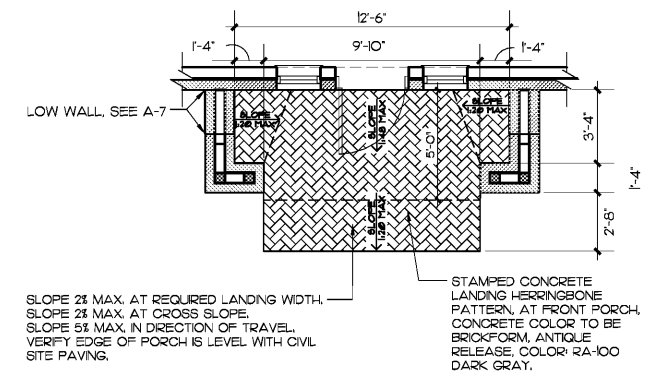 12'-6"
1'-4"
9'-10"
1'-4"
LOW WALL, SEE A-7
SLOPE
1:20 MAX
SLOPE
1:48 MAX
SLOPE
1:20 MAX
5'-0"
3'-4"
1'-4"
2'-8"
SLOPE
1:20 MAX
SLOPE 2% MAX. AT REQUIRED LANDING WIDTH.
SLOPE 2% MAX. AT CROSS SLOPE.
SLOPE 5% MAX. IN DIRECTION OF TRAVEL.
VERIFY EDGE OF PORCH IS LEVEL WITH CIVIL
SITE PAVING.
STAMPED CONCRETE
LANDING HERRINGBONE
PATTERN, AT FRONT PORCH,
CONCRETE COLOR TO BE
BRICKFORM, ANTIQUE
RELEASE, COLOR: RA-100
DARK GRAY.